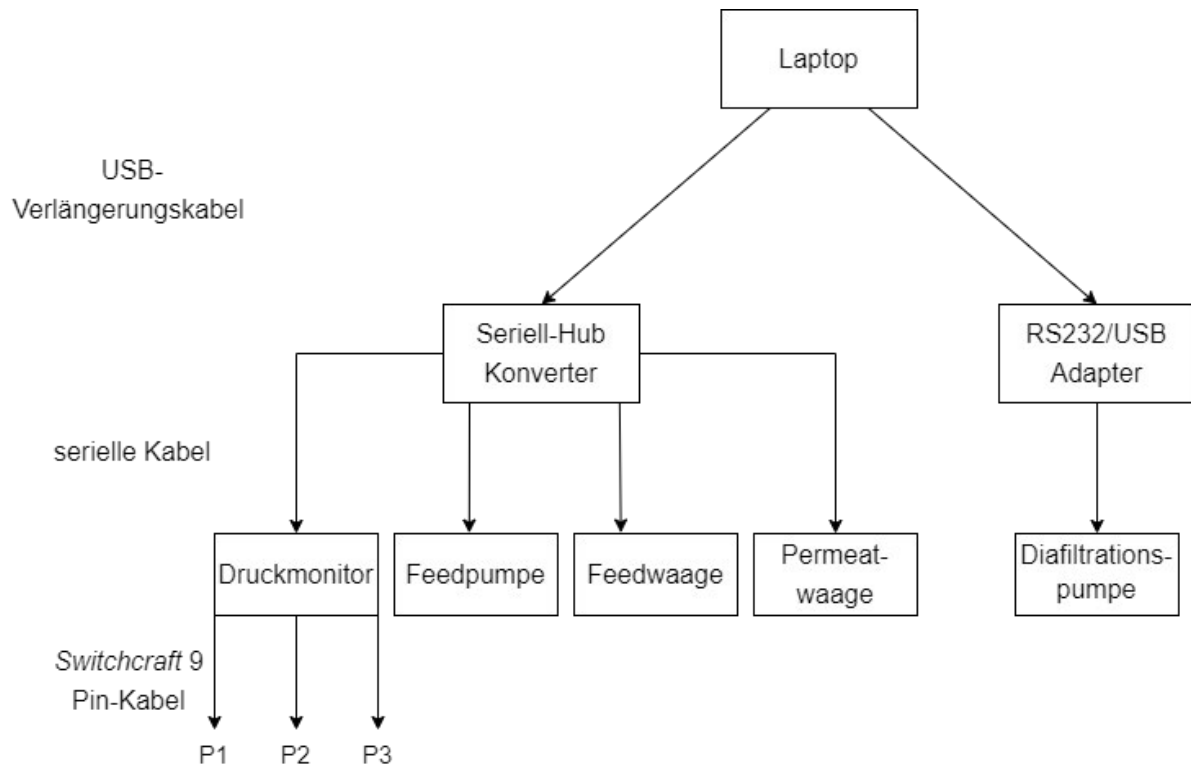 Laptop
USB-
Verlängerungskabel
Seriell-Hub
Konverter
RS232/USB
Adapter
serielle Kabel
Druckmonitor
Feedpumpe
Feedwaage
Permeat-
waage
Diafiltrations-
pumpe
Switchcraft 9
Pin-Kabel
P1
P2
P3